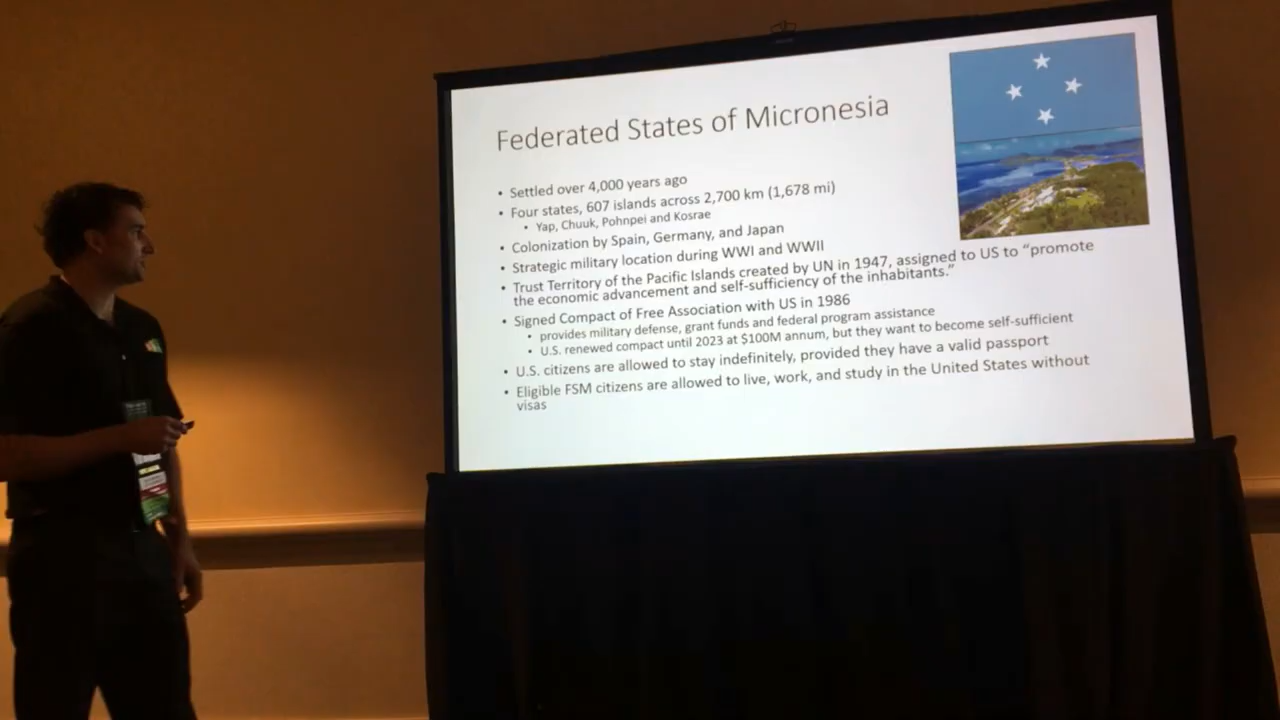 Federated States of Micronesia
• Settled over 4,000 years ago
• Four states, 607 islands across 2,700 km (1,678 mi)
• Yap, Chuuk, Pohnpei and Kosrae
• Colonization by Spain, Germany, and Japan
• Strategic military location during WWI and WWII
• Trust Territory of the Pacific Islands created by UN in 1947, assigned to US to “promote
the economic advancement and self-sufficiency of the inhabitants.”
• Signed Compact of Free Association with US in 1986
• provides military defense, grant funds and federal program assistance
• U.S. renewed compact until 2023 at $100M annum, but they want to become self-sufficient
• U.S. citizens are allowed to stay indefinitely, provided they have a valid passport
• Eligible FSM citizens are allowed to live, work, and study in the United States without
visas